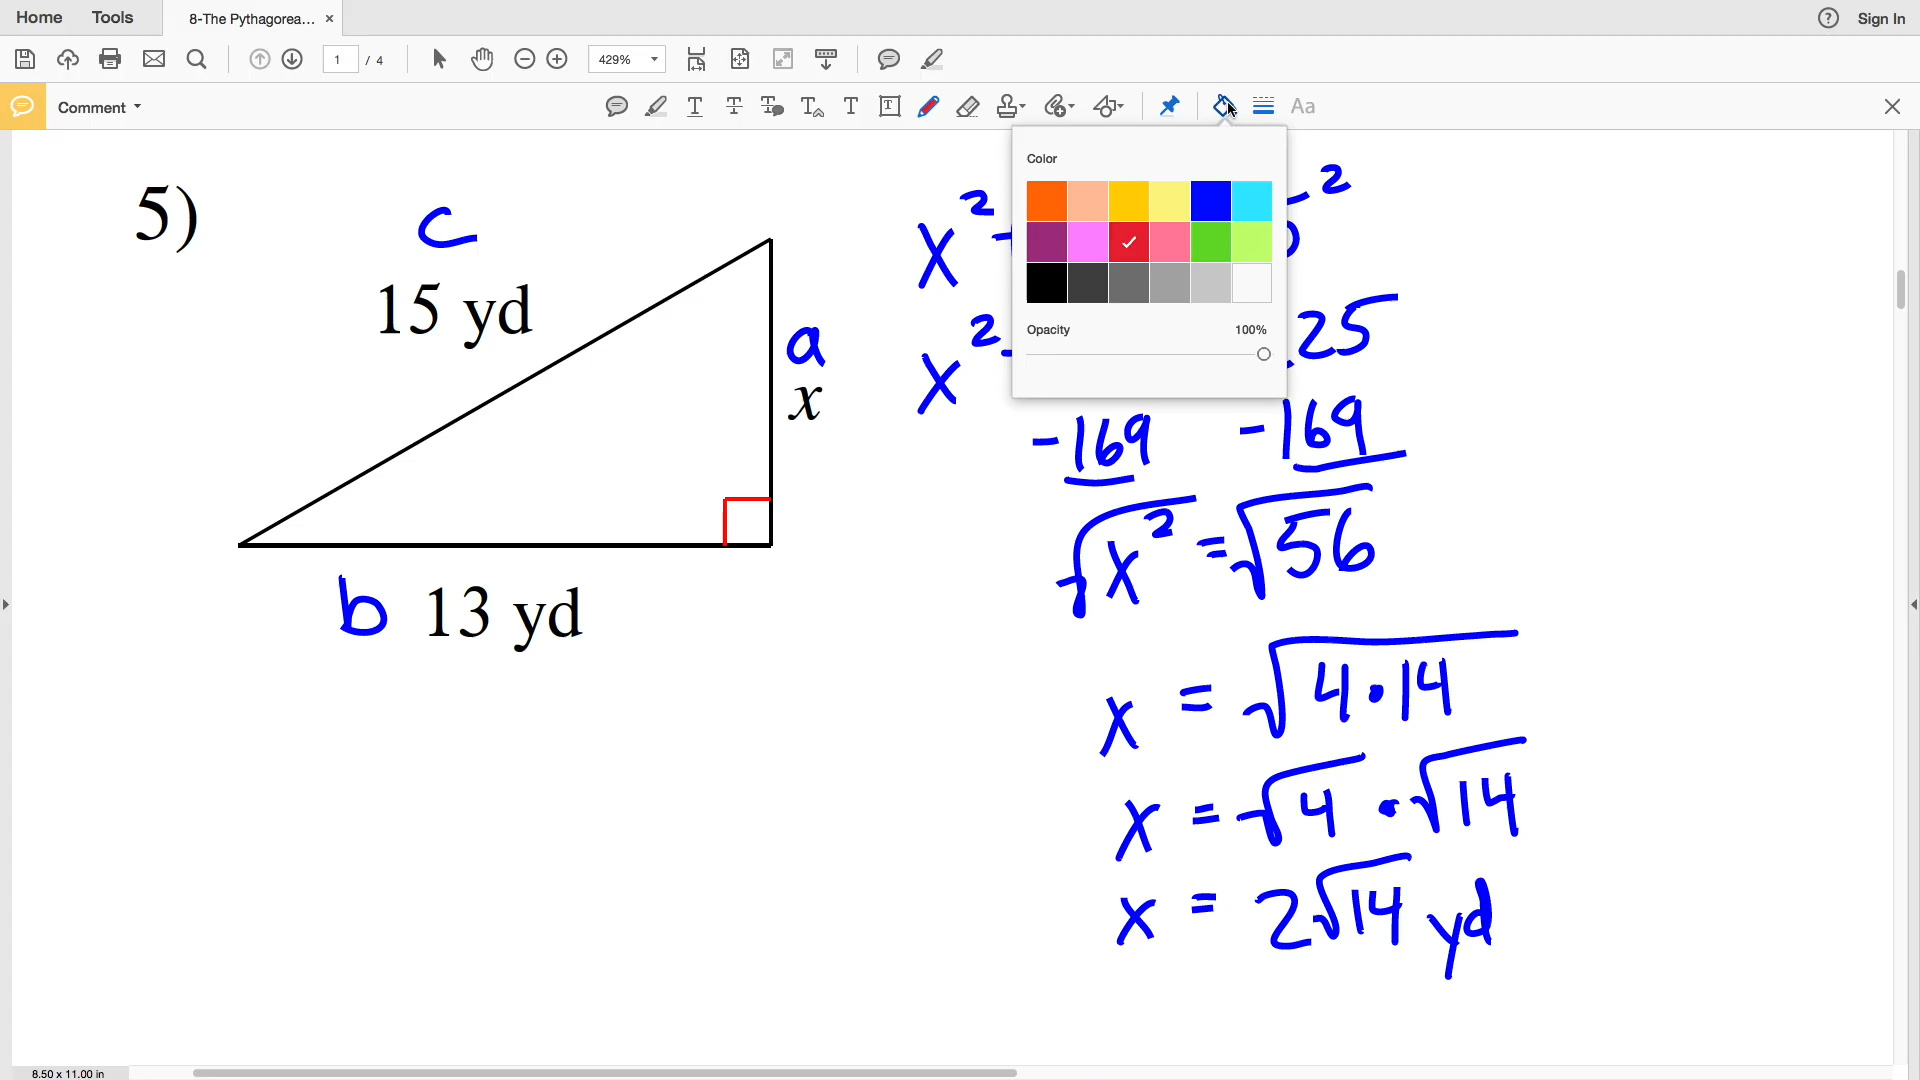 Home Tools 8-The Pythagorea... × ? Sign In
1 / 4 429%
Comment Aa
Color
Opacity 100%
5)
c
15 yd
a
x
b 13 yd
x² 2
x² 25
-169 -169
√x² = √56
x = √4·14
x = √4 · √14
x = 2√14 yd
8.50 x 11.00 in